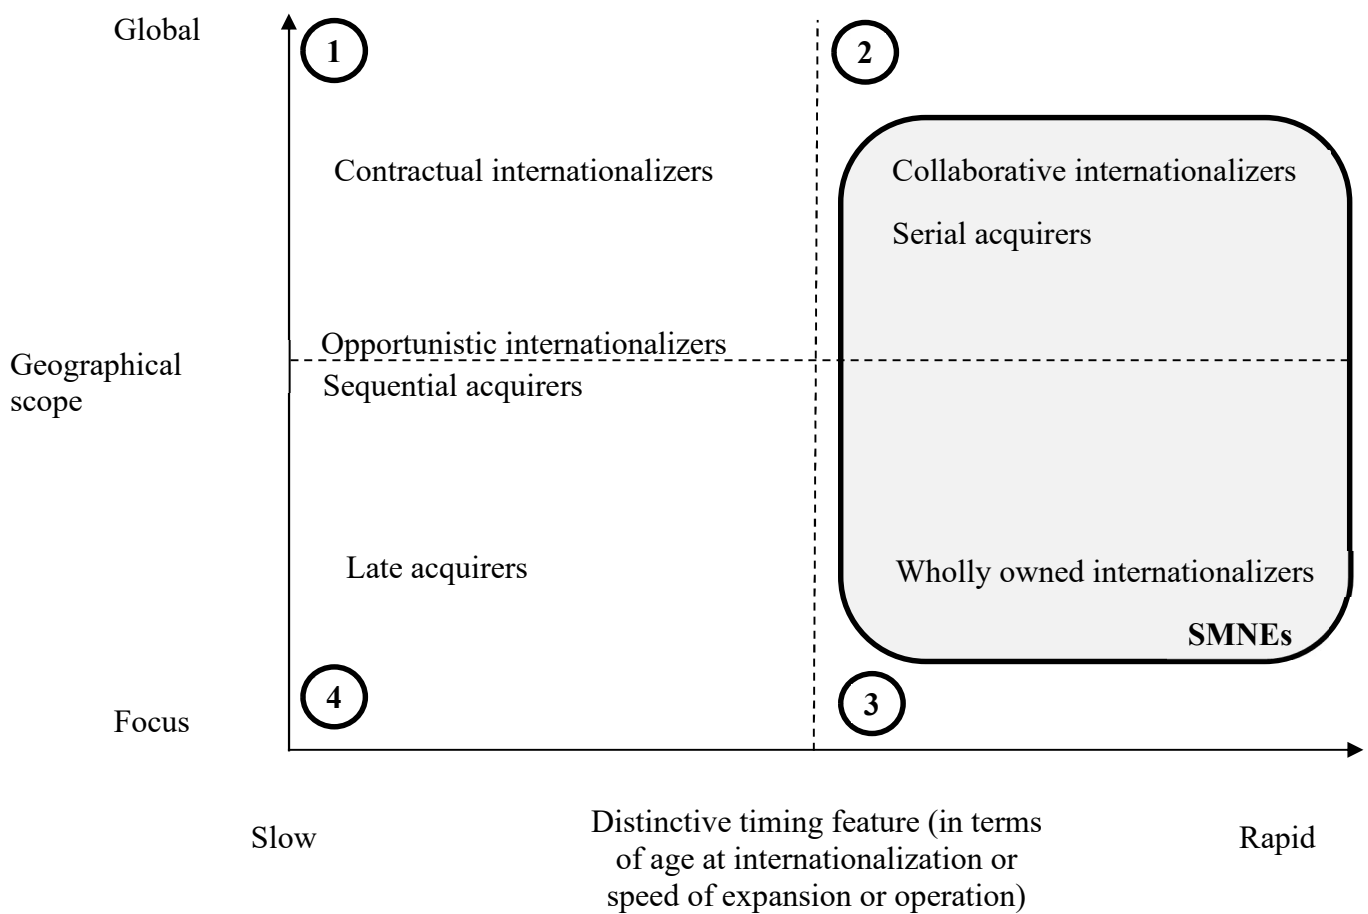 Global
1
2
Contractual internationalizers
Collaborative internationalizers
Serial acquirers
Opportunistic internationalizers
Geographical
scope
Sequential acquirers
Late acquirers
Wholly owned internationalizers
SMNEs
4
3
Focus
Slow
Distinctive timing feature (in terms
of age at internationalization or
speed of expansion or operation)
Rapid